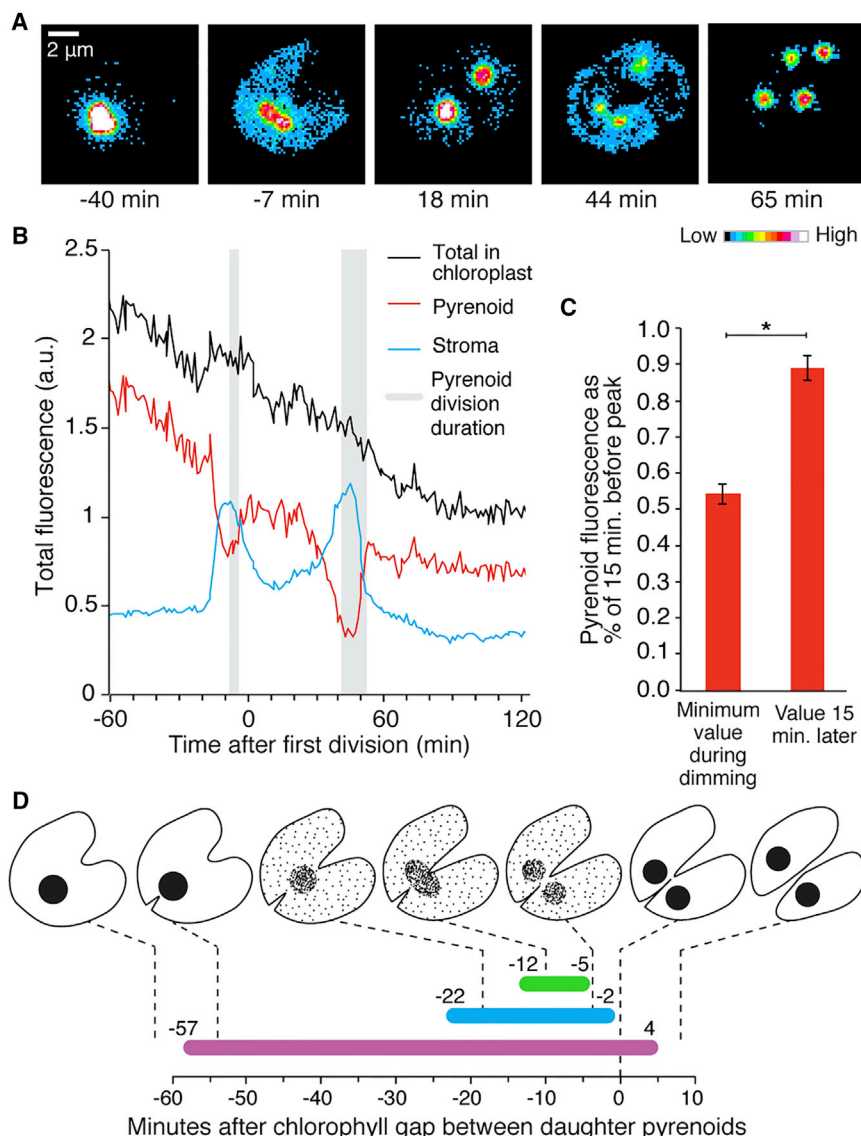 A
2 µm
-40 min
-7 min
18 min
44 min
65 min
Low
High
B
2.5
2
1.5
1
0.5
0
Total fluorescence (a.u.)
-60
0
60
120
Time after first division (min)
Total in
chloroplast
Pyrenoid
Stroma
Pyrenoid
division
duration
C
1.0
0.9
0.8
0.7
0.6
0.5
0.4
0.3
0.2
0.1
0.0
Pyrenoid fluorescence as
% of 15 min. before peak
*
Minimum
value
during
dimming
Value 15
min. later
D
-12
-5
-22
-2
-57
4
-60
-50
-40
-30
-20
-10
0
10
Minutes after chlorophyll gap between daughter pyrenoids